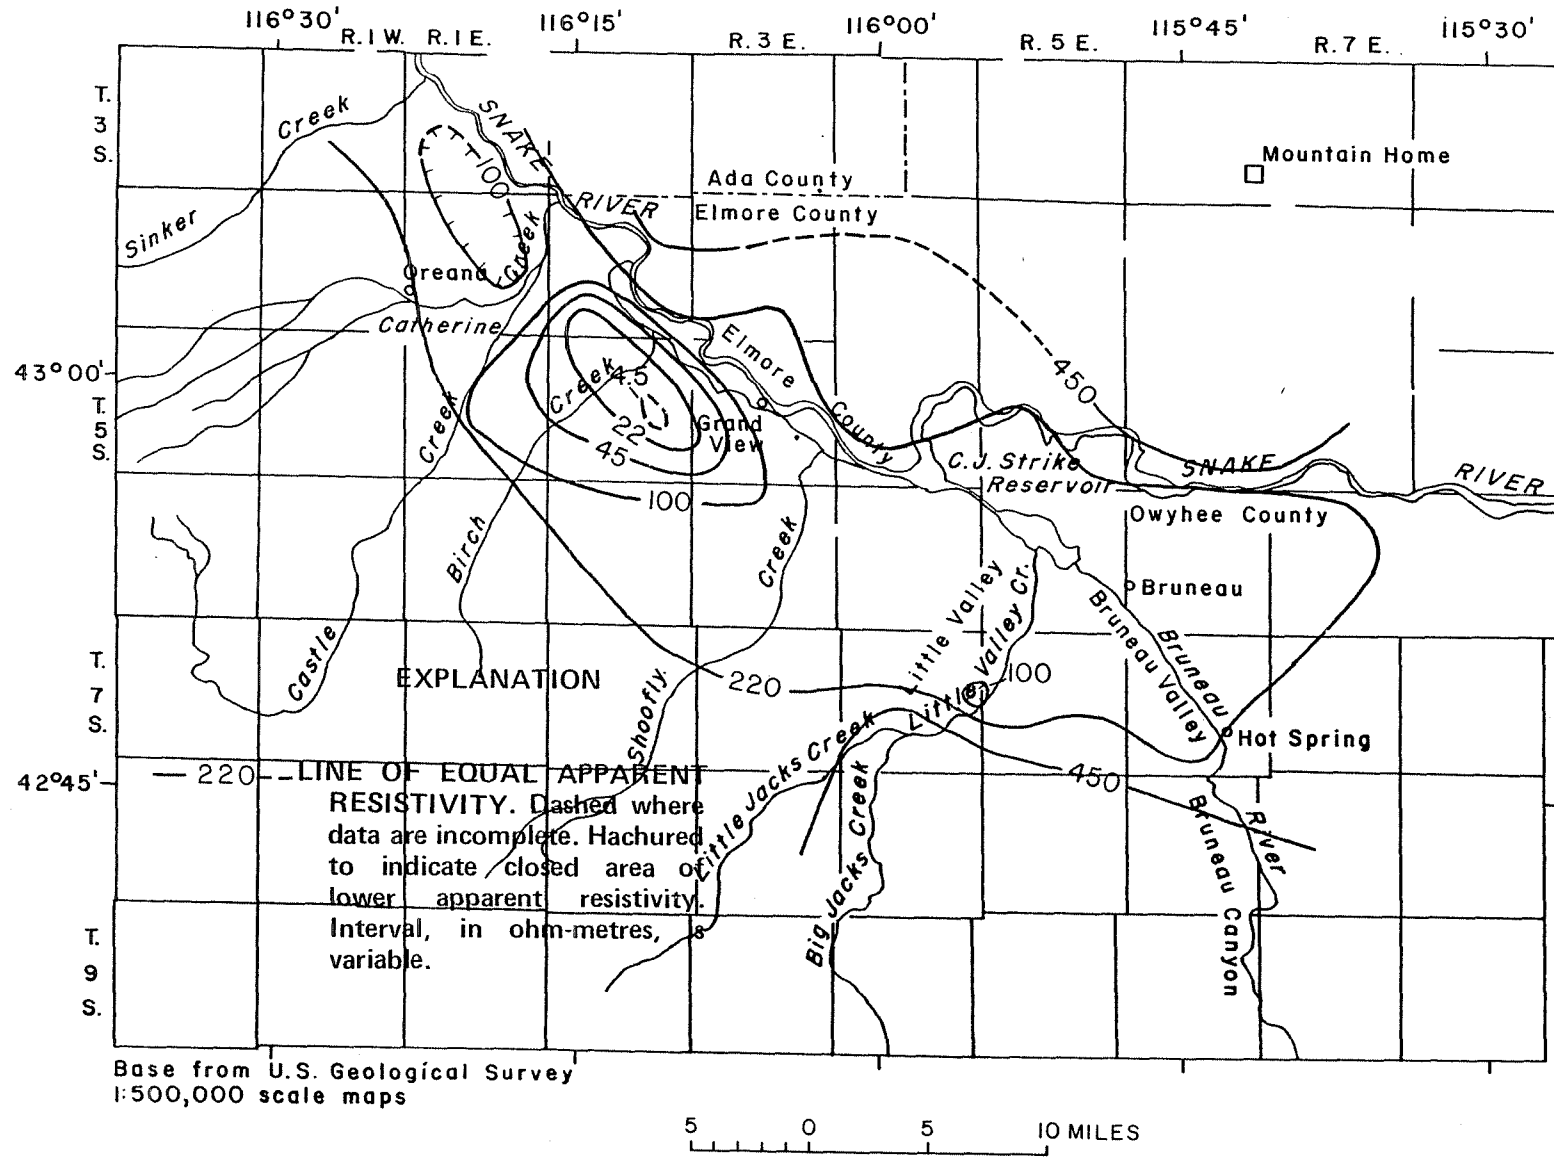 116°30'
116°15'
116°00'
115°45'
115°30'
R. 1 W.
R. 1 E.
R. 3 E.
R. 5 E.
R. 7 E.
T.
3
S.
Creek
SNAKE
100
Mountain Home
Ada County
RIVER
Elmore County
Sinker
Creek
Oreana
Catherine
Elmore
43°00'
T.
5
S.
4.5
Creek
450
22
Grand
View
County
Creek
45
C.J. Strike
Reservoir
SNAKE
RIVER
100
Owyhee County
Birch
Creek
Little Valley
Little Valley Cr.
Bruneau
Bruneau Valley
Bruneau
T.
7
S.
Castle
EXPLANATION
Shoofly
220
100
Hot Spring
42°45'
220
LINE OF EQUAL APPARENT
RESISTIVITY. Dashed where
data are incomplete. Hachured
to indicate closed area of
lower apparent resistivity.
Interval, in ohm-metres, is
variable.
Little Jacks Creek
Little
Big Jacks Creek
450
River
Bruneau Canyon
T.
9
S.
Base from U.S. Geological Survey
1:500,000 scale maps
5 0 5 10 MILES